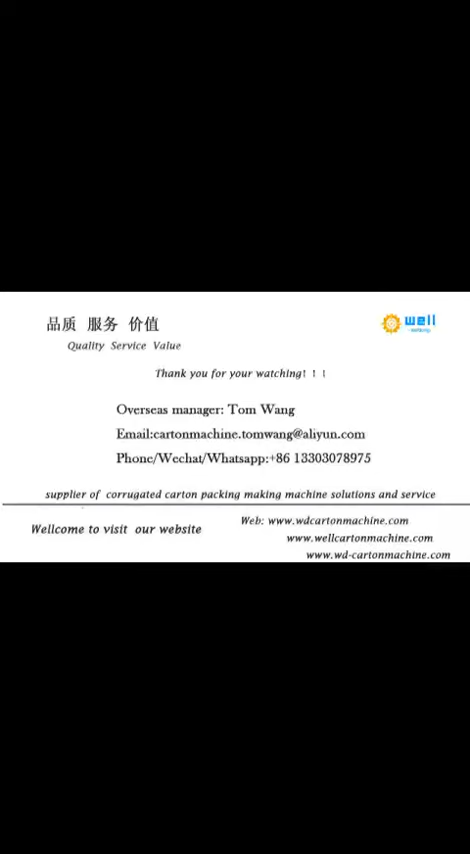 品质 服务 价值
well
Quality Service Value
Thank you for your watching！！！
Overseas manager: Tom Wang
Email:cartonmachine.tomwang@aliyun.com
Phone/Wechat/Whatsapp:+86 13303078975
supplier of corrugated carton packing making machine solutions and service
Wellcome to visit our website
Web: www.wdcartonmachine.com
www.wellcartonmachine.com
www.wd-cartonmachine.com